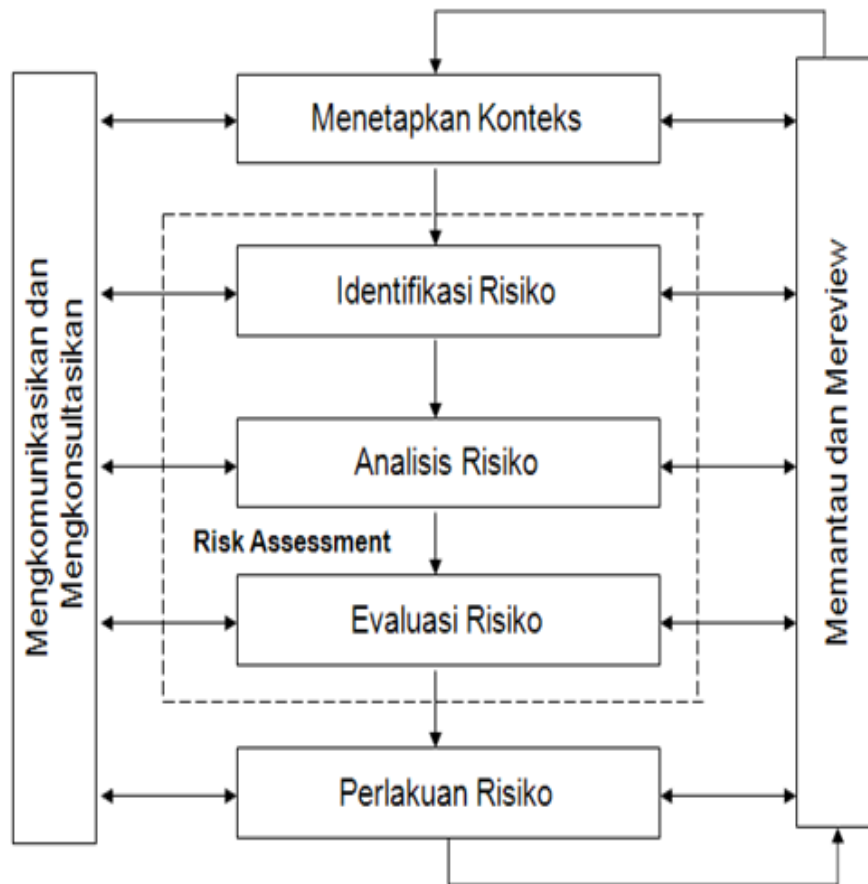 Mengkomunikasikan dan
Mengkonsultasikan
Menetapkan Konteks
Identifikasi Risiko
Analisis Risiko
Risk Assessment
Evaluasi Risiko
Perlakuan Risiko
Memantau dan Mereview